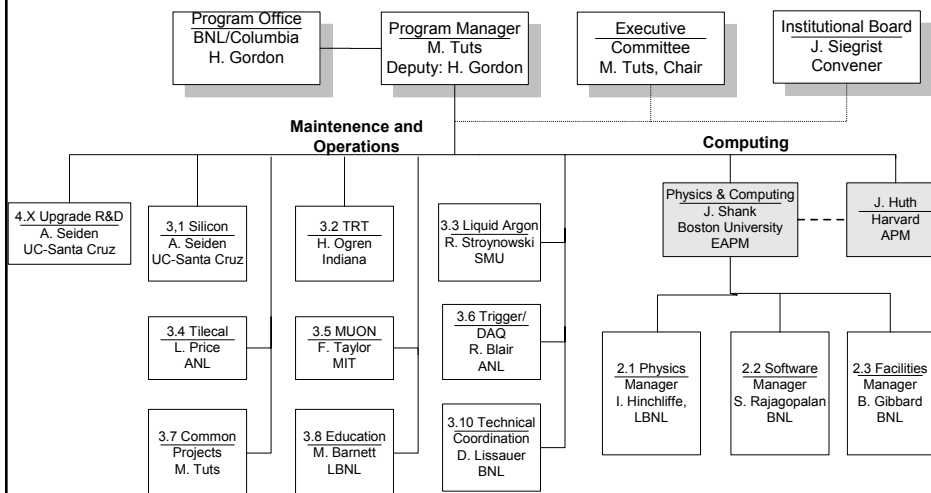 Program Office
BNL/Columbia
H. Gordon
Program Manager
M. Tuts
Deputy: H. Gordon
Executive
Committee
M. Tuts, Chair
Institutional Board
J. Siegrist
Convener
Maintenence and
Operations
Computing
4.X Upgrade R&D
A. Seiden
UC-Santa Cruz
3,1 Silicon
A. Seiden
UC-Santa Cruz
3.2 TRT
H. Ogren
Indiana
3.3 Liquid Argon
R. Stroynowski
SMU
Physics & Computing
J. Shank
Boston University
EAPM
J. Huth
Harvard
APM
3.4 Tilecal
L. Price
ANL
3.5 MUON
F. Taylor
MIT
3.6 Trigger/
DAQ
R. Blair
ANL
2.1 Physics
Manager
I. Hinchliffe,
LBNL
2.2 Software
Manager
S. Rajagopalan
BNL
2.3 Facilities
Manager
B. Gibbard
BNL
3.7 Common
Projects
M. Tuts
3.8 Education
M. Barnett
LBNL
3.10 Technical
Coordination
D. Lissauer
BNL